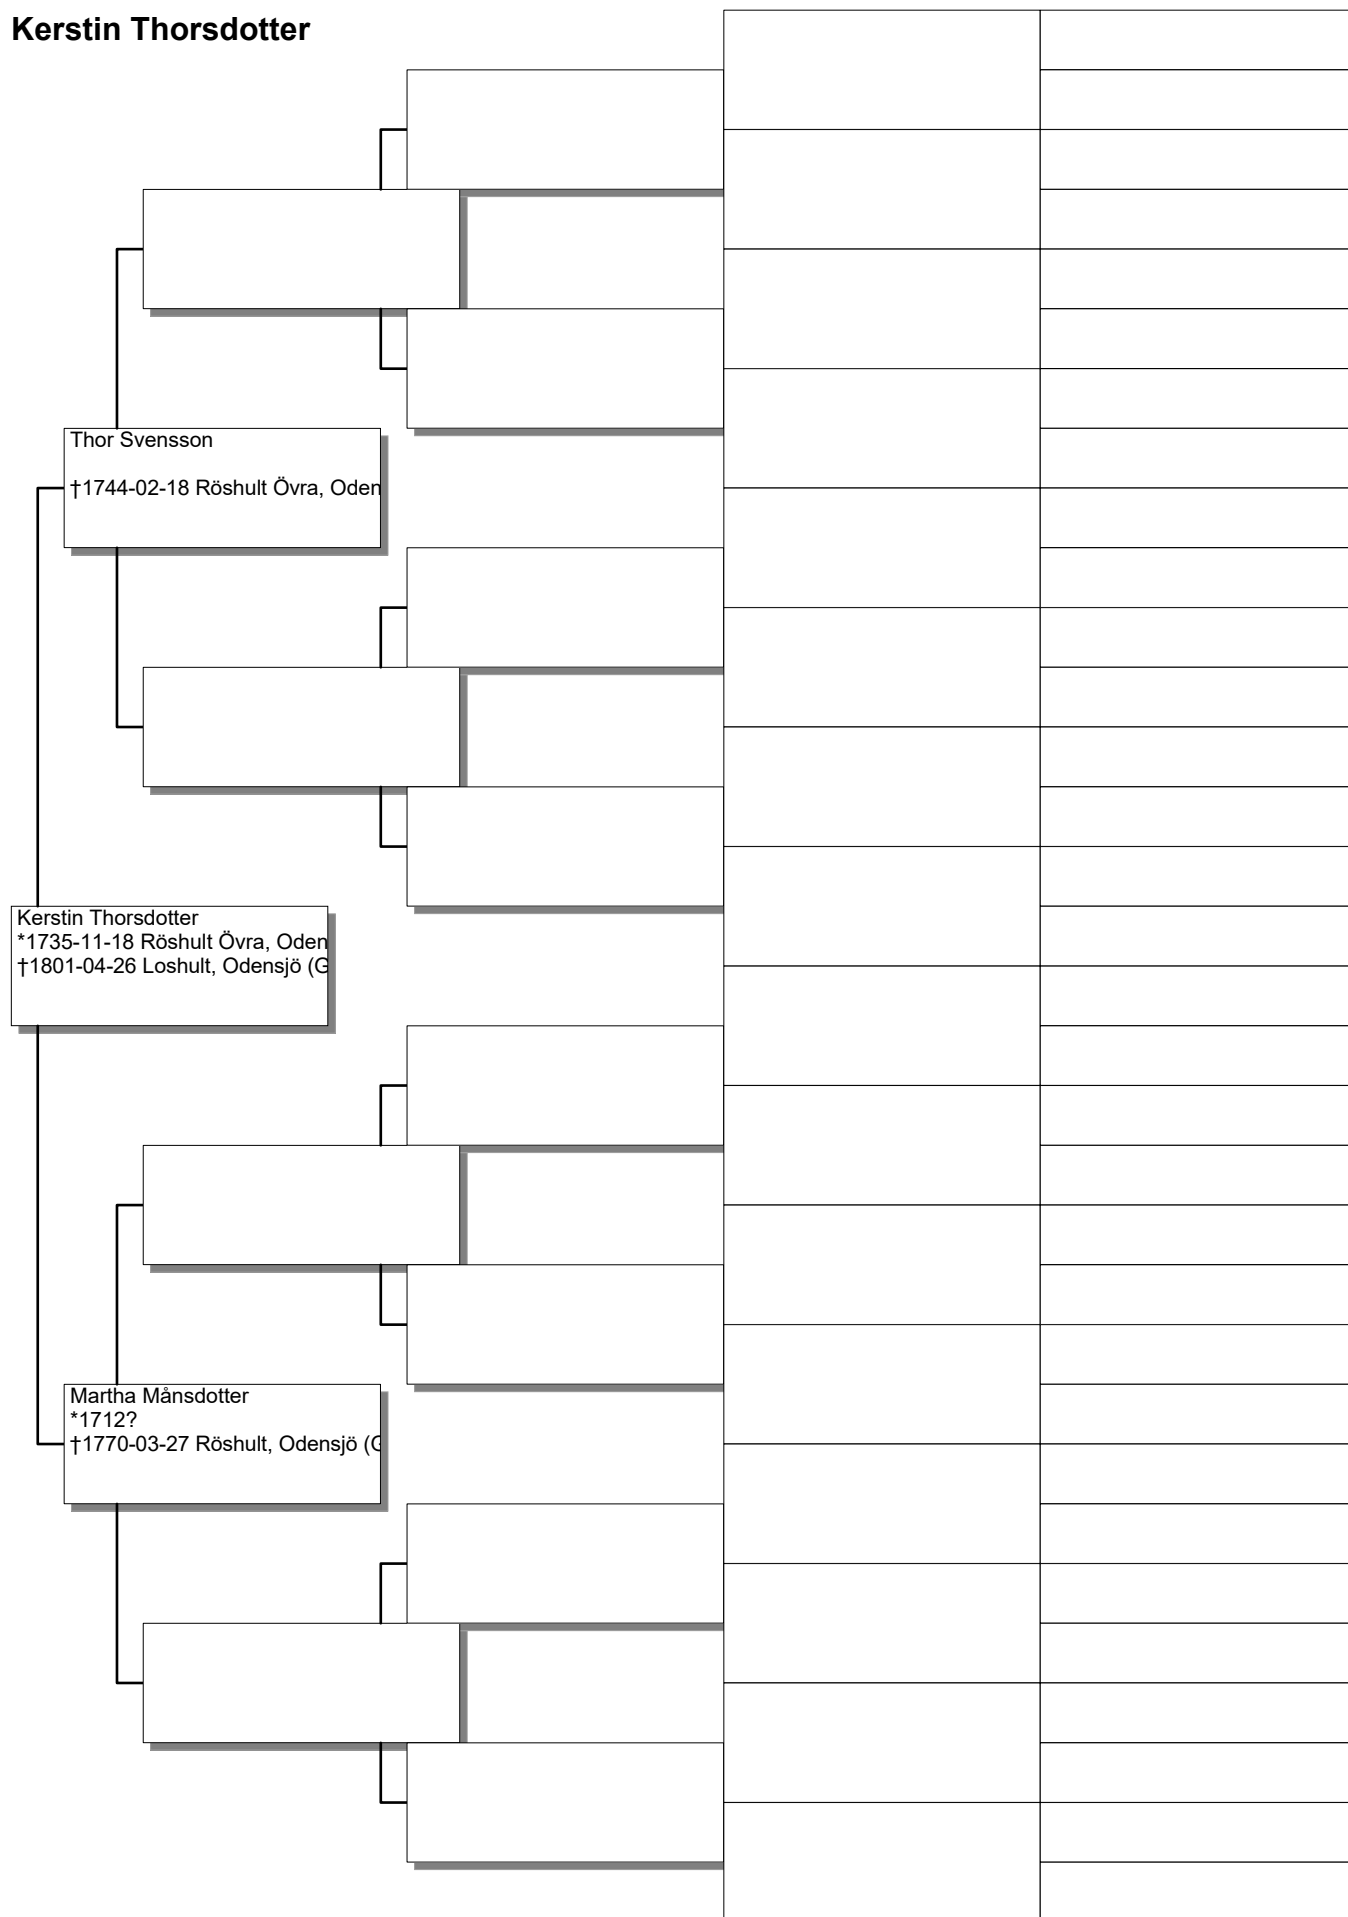 Kerstin Thorsdotter
Thor Svensson
†1744-02-18 Röshult Övra, Oden
Kerstin Thorsdotter
*1735-11-18 Röshult Övra, Oden
†1801-04-26 Loshult, Odensjö (G
Martha Månsdotter
*1712?
†1770-03-27 Röshult, Odensjö (G